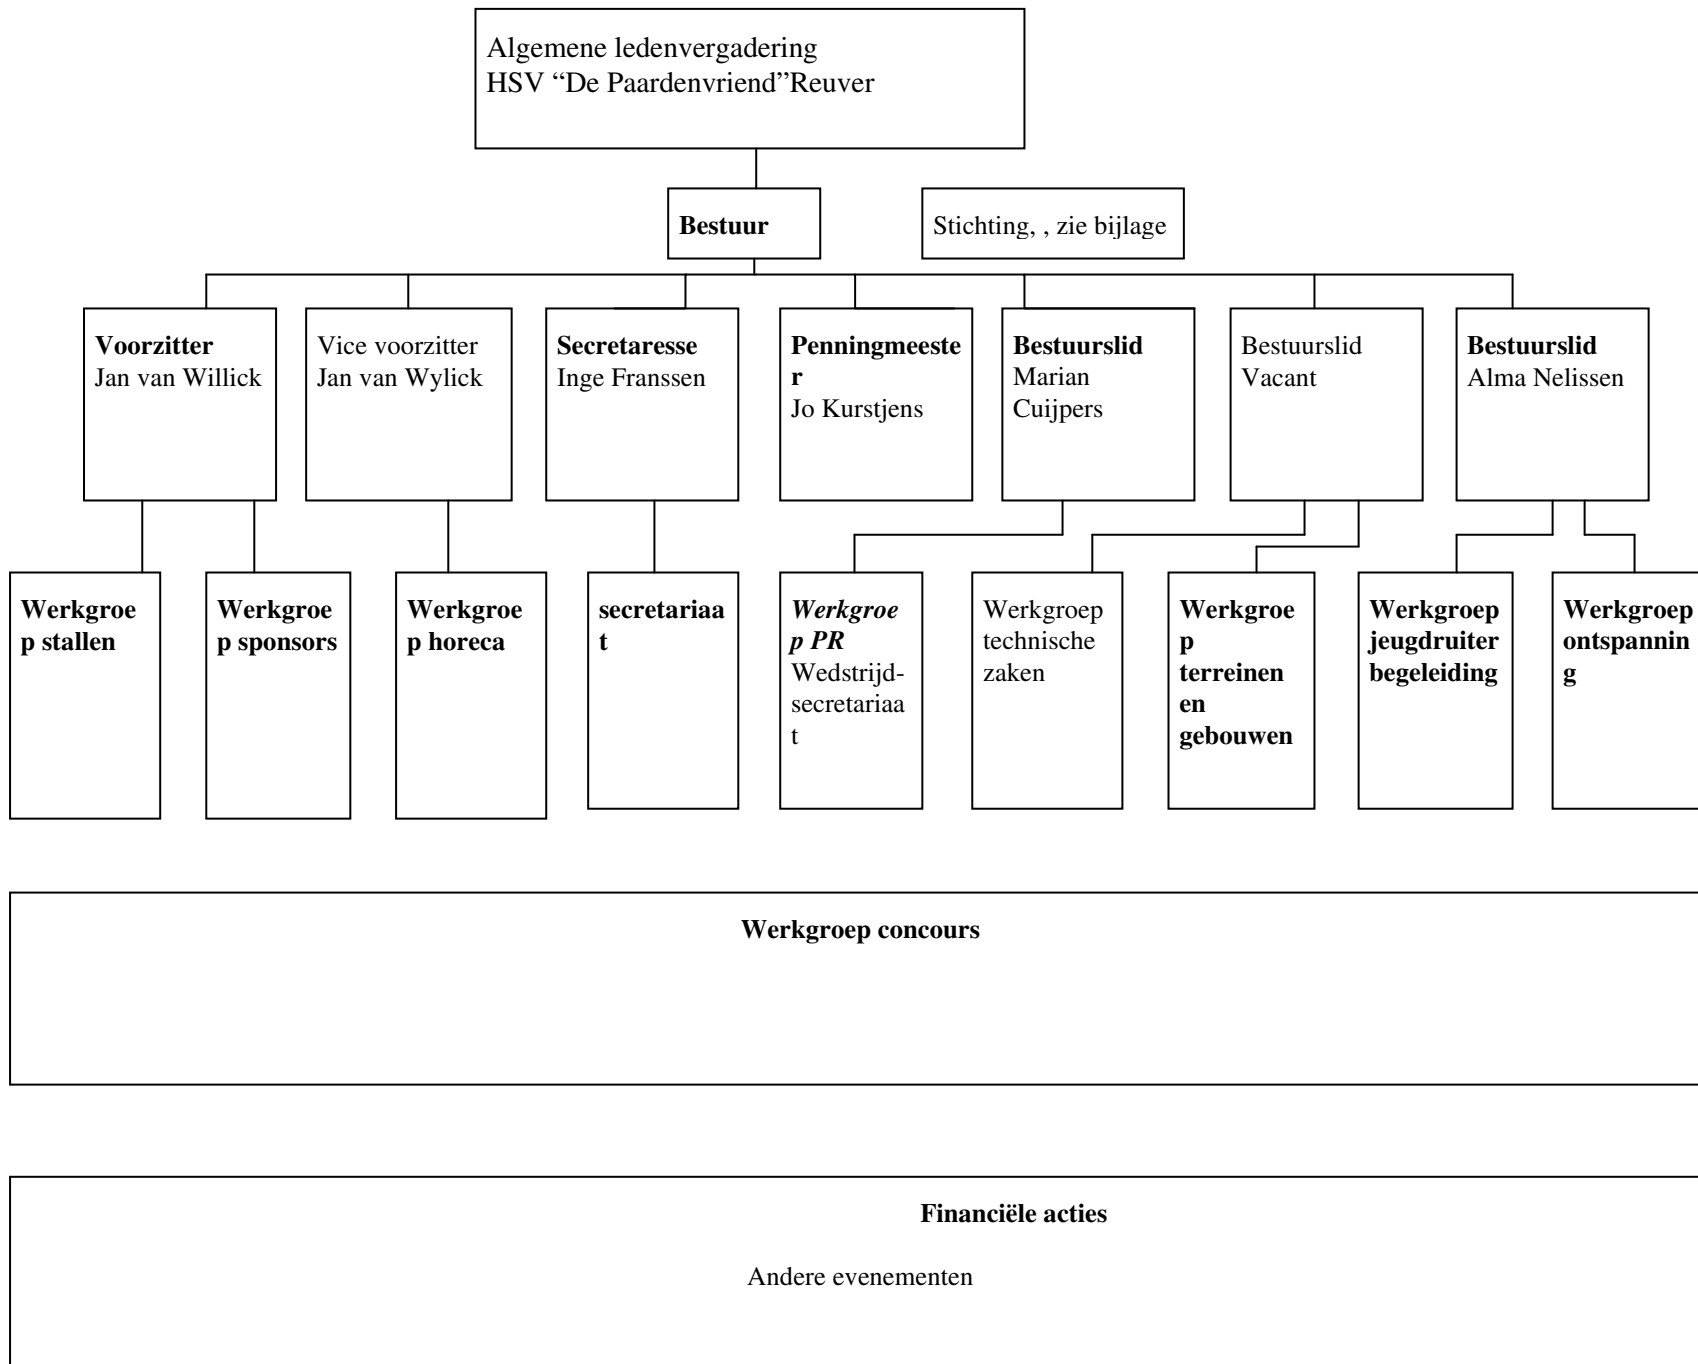 Algemene ledenvergadering
HSV “De Paardenvriend”Reuver
Bestuur
Stichting, , zie bijlage
Voorzitter
Jan van Willick
Vice voorzitter
Jan van Wylick
Secretaresse
Inge Franssen
Penningmeeste
r
Jo Kurstjens
Bestuurslid
Marian
Cuijpers
Bestuurslid
Vacant
Bestuurslid
Alma Nelissen
Werkgroe
p stallen
Werkgroe
p sponsors
Werkgroe
p horeca
secretariaa
t
Werkgroe
p PR
Wedstrijd-
secretariaa
t
Werkgroep
technische
zaken
Werkgroe
p
terreinen
en
gebouwen
Werkgroep
jeugdruiter
begeleiding
Werkgroep
ontspannin
g
Werkgroep concours
Financiële acties
Andere evenementen